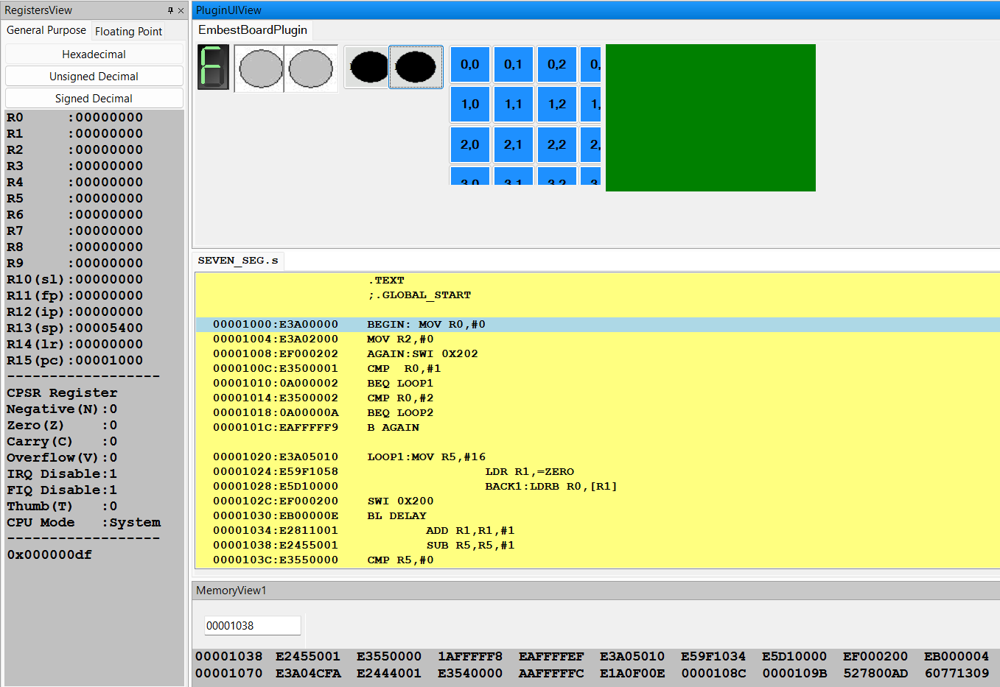 RegistersView
General Purpose Floating Point
Hexadecimal
Unsigned Decimal
Signed Decimal
R0 :00000000
R1 :00000000
R2 :00000000
R3 :00000000
R4 :00000000
R5 :00000000
R6 :00000000
R7 :00000000
R8 :00000000
R9 :00000000
R10(sl):00000000
R11(fp):00000000
R12(ip):00000000
R13(sp):00005400
R14(lr):00000000
R15(pc):00001000
------------------
CPSR Register
Negative(N):0
Zero(Z) :0
Carry(C) :0
Overflow(V):0
IRQ Disable:1
FIQ Disable:1
Thumb(T) :0
CPU Mode :System
------------------
0x000000df
PluginUIView
EmbestBoardPlugin
0,0 0,1 0,2 0,
1,0 1,1 1,2 1,
2,0 2,1 2,2 2,
3,0 3,1 3,2 3
SEVEN_SEG.s
.TEXT
;.GLOBAL_START
00001000:E3A00000 BEGIN: MOV R0,#0
00001004:E3A02000 MOV R2,#0
00001008:EF000202 AGAIN:SWI 0X202
0000100C:E3500001 CMP R0,#1
00001010:0A000002 BEQ LOOP1
00001014:E3500002 CMP R0,#2
00001018:0A00000A BEQ LOOP2
0000101C:EAFFFFF9 B AGAIN
00001020:E3A05010 LOOP1:MOV R5,#16
00001024:E59F1058 LDR R1,=ZERO
00001028:E5D10000 BACK1:LDRB R0,[R1]
0000102C:EF000200 SWI 0X200
00001030:EB00000E BL DELAY
00001034:E2811001 ADD R1,R1,#1
00001038:E2455001 SUB R5,R5,#1
0000103C:E3550000 CMP R5,#0
MemoryView1
00001038
00001038 E2455001 E3550000 1AFFFFF8 EAFFFFEF E3A05010 E59F1034 E5D10000 EF000200 EB000004
00001070 E3A04CFA E2444001 E3540000 AAFFFFFC E1A0F00E 0000108C 0000109B 527800AD 60771309